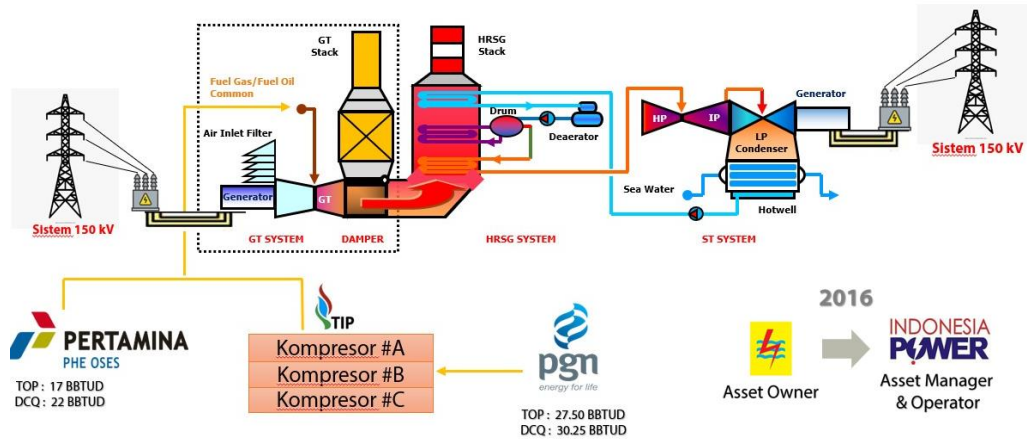 GT
Stack
HRSG
Stack
Fuel Gas/Fuel Oil
Common
Air Inlet Filter
Generator
GT
Drum
Deaerator
HP
IP
LP
Condenser
Generator
Sea Water
Hotwell
Sistem 150 kV
Sistem 150 kV
GT SYSTEM
DAMPER
HRSG SYSTEM
ST SYSTEM
PERTAMINA
PHE OSES
TOP : 17 BBTUD
DCQ : 22 BBTUD
TIP
Kompresor #A
Kompresor #B
Kompresor #C
pgn
energy for life
TOP : 27.50 BBTUD
DCQ : 30.25 BBTUD
2016
Asset Owner
INDONESIA
POWER
Asset Manager
& Operator